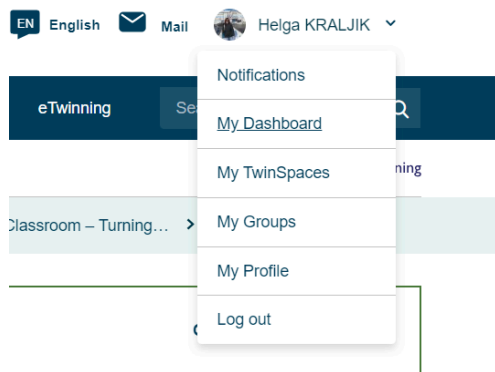 EN English Mail Helga KRALJIK
Notifications
eTwinning
My Dashboard
My TwinSpaces
Classroom – Turning…
My Groups
My Profile
Log out